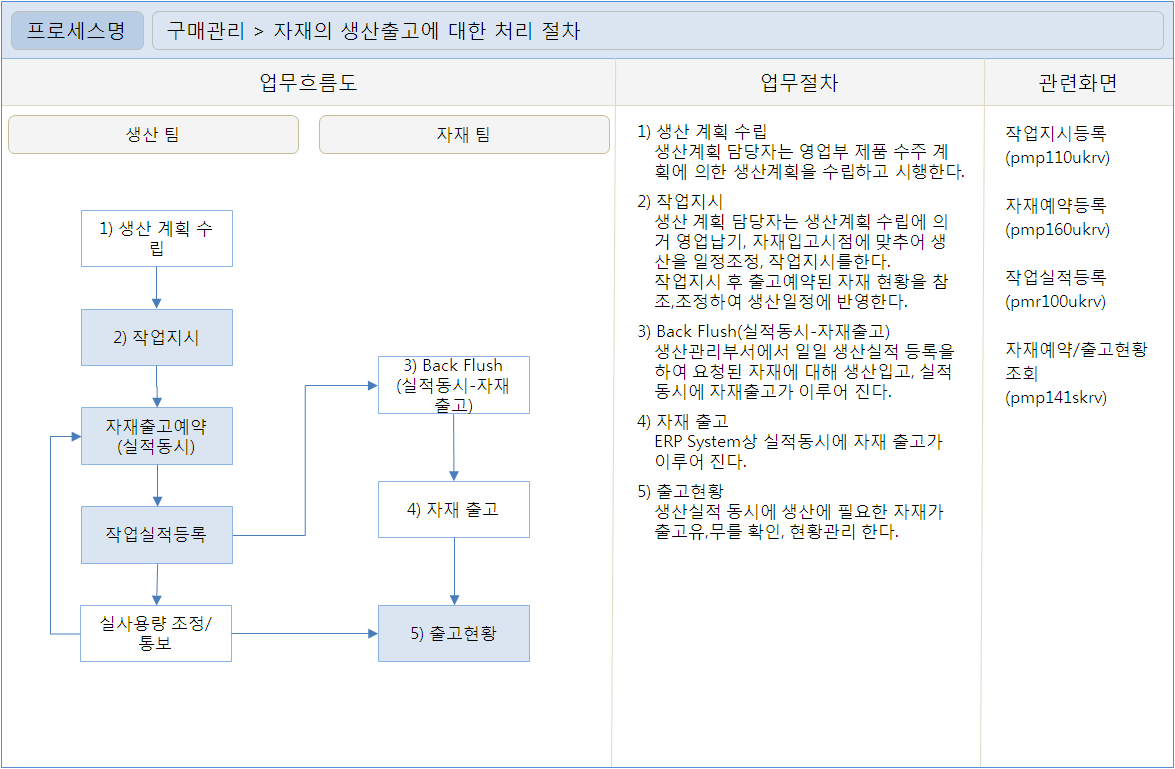 프로세스명
구매관리 > 자재의 생산출고에 대한 처리 절차
업무흐름도
업무절차
관련화면
생산 팀
자재 팀
1) 생산 계획 수
립
2) 작업지시
자재출고예약
(실적동시)
작업실적등록
실사용량 조정/
통보
3) Back Flush
(실적동시-자재
출고)
4) 자재 출고
5) 출고현황
1) 생산 계획 수립
생산계획 담당자는 영업부 제품 수주 계
획에 의한 생산계획을 수립하고 시행한다.
2) 작업지시
생산 계획 담당자는 생산계획 수립에 의
거 영업납기, 자재입고시점에 맞추어 생
산을 일정조정, 작업지시를한다.
작업지시 후 출고예약된 자재 현황을 참
조,조정하여 생산일정에 반영한다.
3) Back Flush(실적동시-자재출고)
생산관리부서에서 일일 생산실적 등록을
하여 요청된 자재에 대해 생산입고, 실적
동시에 자재출고가 이루어 진다.
4) 자재 출고
ERP System상 실적동시에 자재 출고가
이루어 진다.
5) 출고현황
생산실적 동시에 생산에 필요한 자재가
출고유,무를 확인, 현황관리 한다.
작업지시등록
(pmp110ukrv)
자재예약등록
(pmp160ukrv)
작업실적등록
(pmr100ukrv)
자재예약/출고현황
조회
(pmp141skrv)